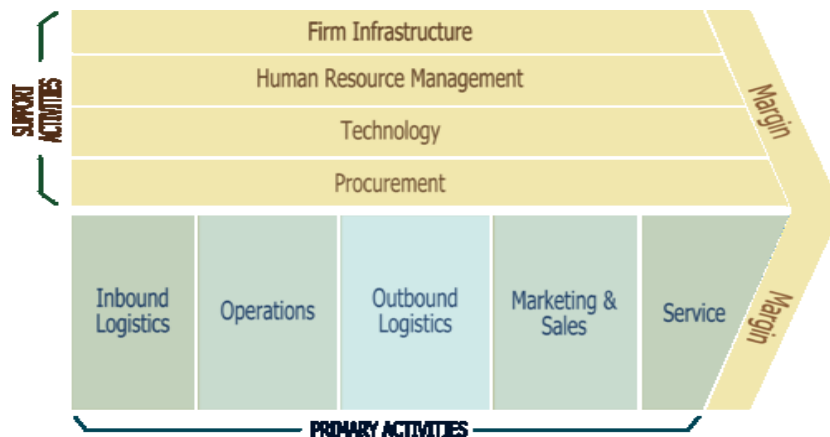 Firm Infrastructure
Human Resource Management
Technology
Procurement
SUPPORT
ACTIVITIES
Margin
Inbound
Logistics
Operations
Outbound
Logistics
Marketing &
Sales
Service
Margin
PRIMARY ACTIVITIES